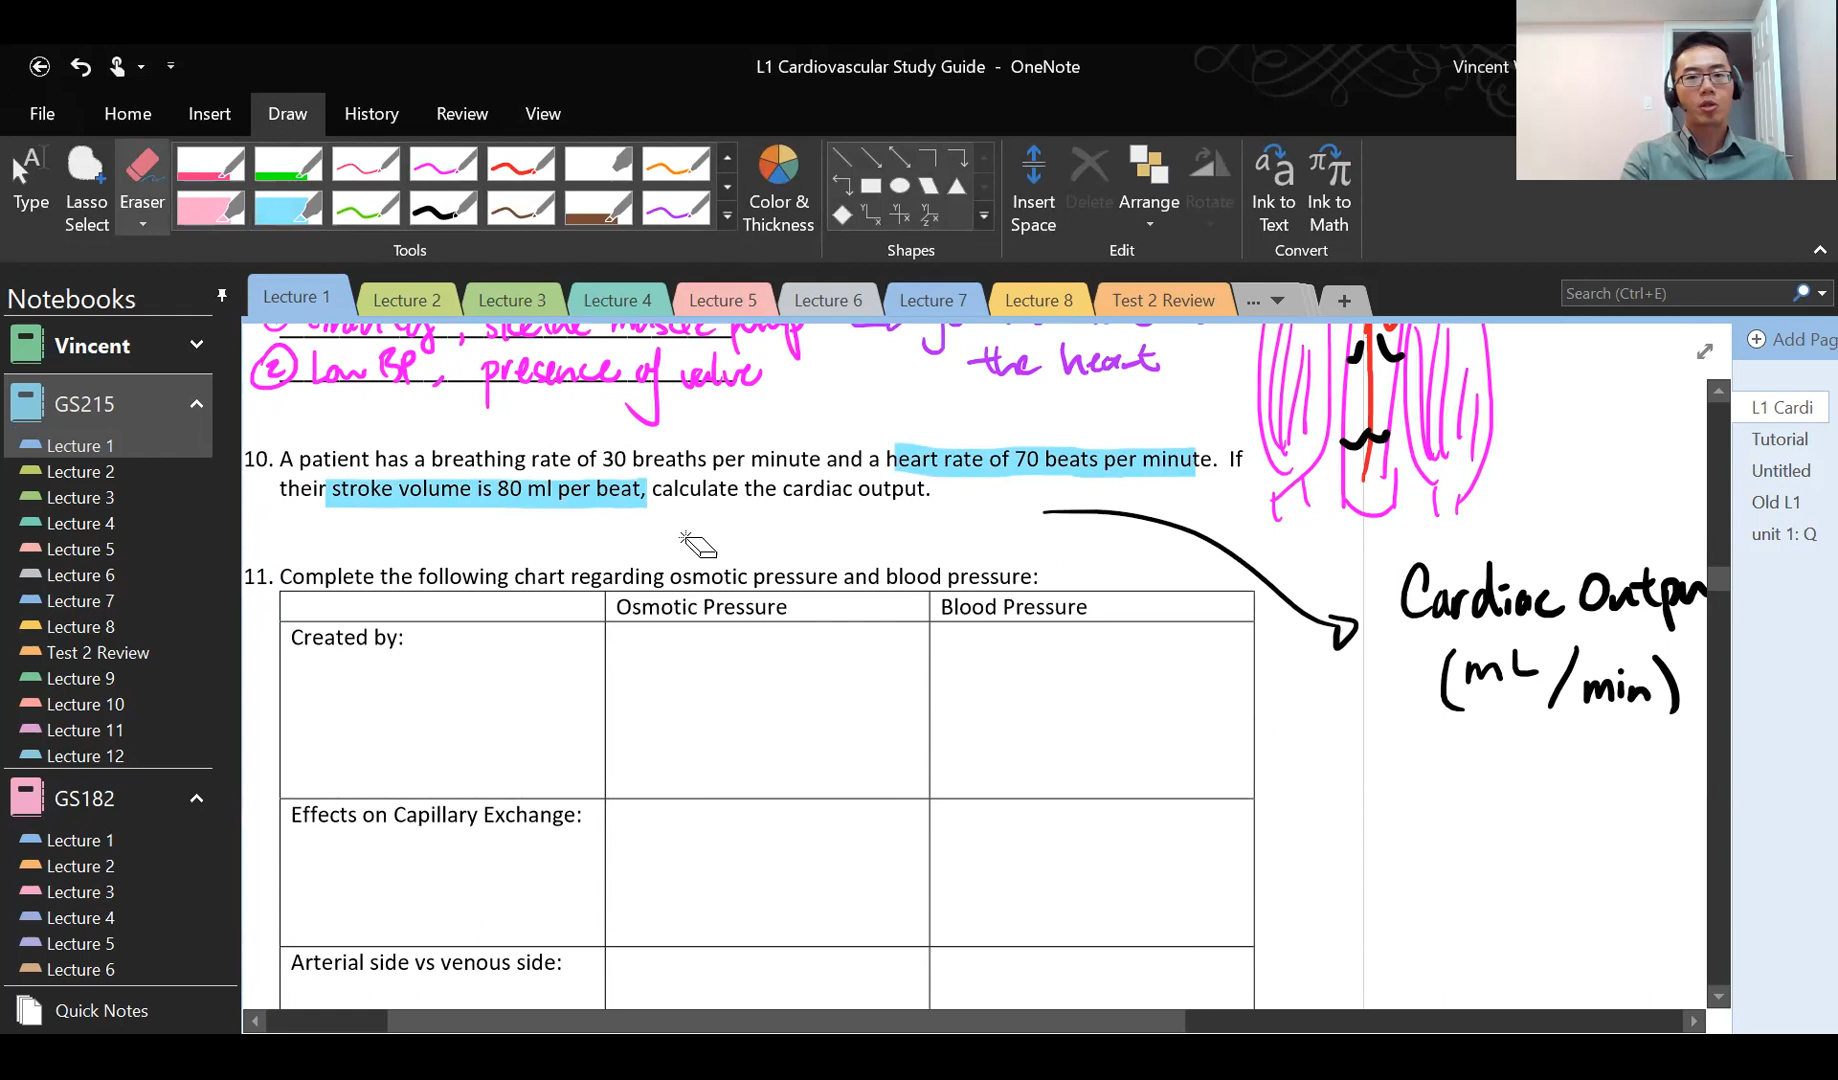 L1 Cardiovascular Study Guide - OneNote
Vincent
File Home Insert Draw History Review View
Type
Lasso Select
Eraser
Color & Thickness
Insert Space
Delete
Arrange
Rotate
Ink to Text
Ink to Math
Tools
Shapes
Edit
Convert
Notebooks
Lecture 1 Lecture 2 Lecture 3 Lecture 4 Lecture 5 Lecture 6 Lecture 7 Lecture 8 Test 2 Review ...
Search (Ctrl+E)
Vincent
GS215
Lecture 1
Lecture 2
Lecture 3
Lecture 4
Lecture 5
Lecture 6
Lecture 7
Lecture 8
Test 2 Review
Lecture 9
Lecture 10
Lecture 11
Lecture 12
GS182
Lecture 1
Lecture 2
Lecture 3
Lecture 4
Lecture 5
Lecture 6
Quick Notes
② Low BP, presence of valve
the heart
10. A patient has a breathing rate of 30 breaths per minute and a heart rate of 70 beats per minute. If
their stroke volume is 80 ml per beat, calculate the cardiac output.
Cardiac Outpu
(mL/min)
11. Complete the following chart regarding osmotic pressure and blood pressure:
Osmotic Pressure Blood Pressure
Created by:
Effects on Capillary Exchange:
Arterial side vs venous side:
Add Pag
L1 Cardi
Tutorial
Untitled
Old L1
unit 1: Q